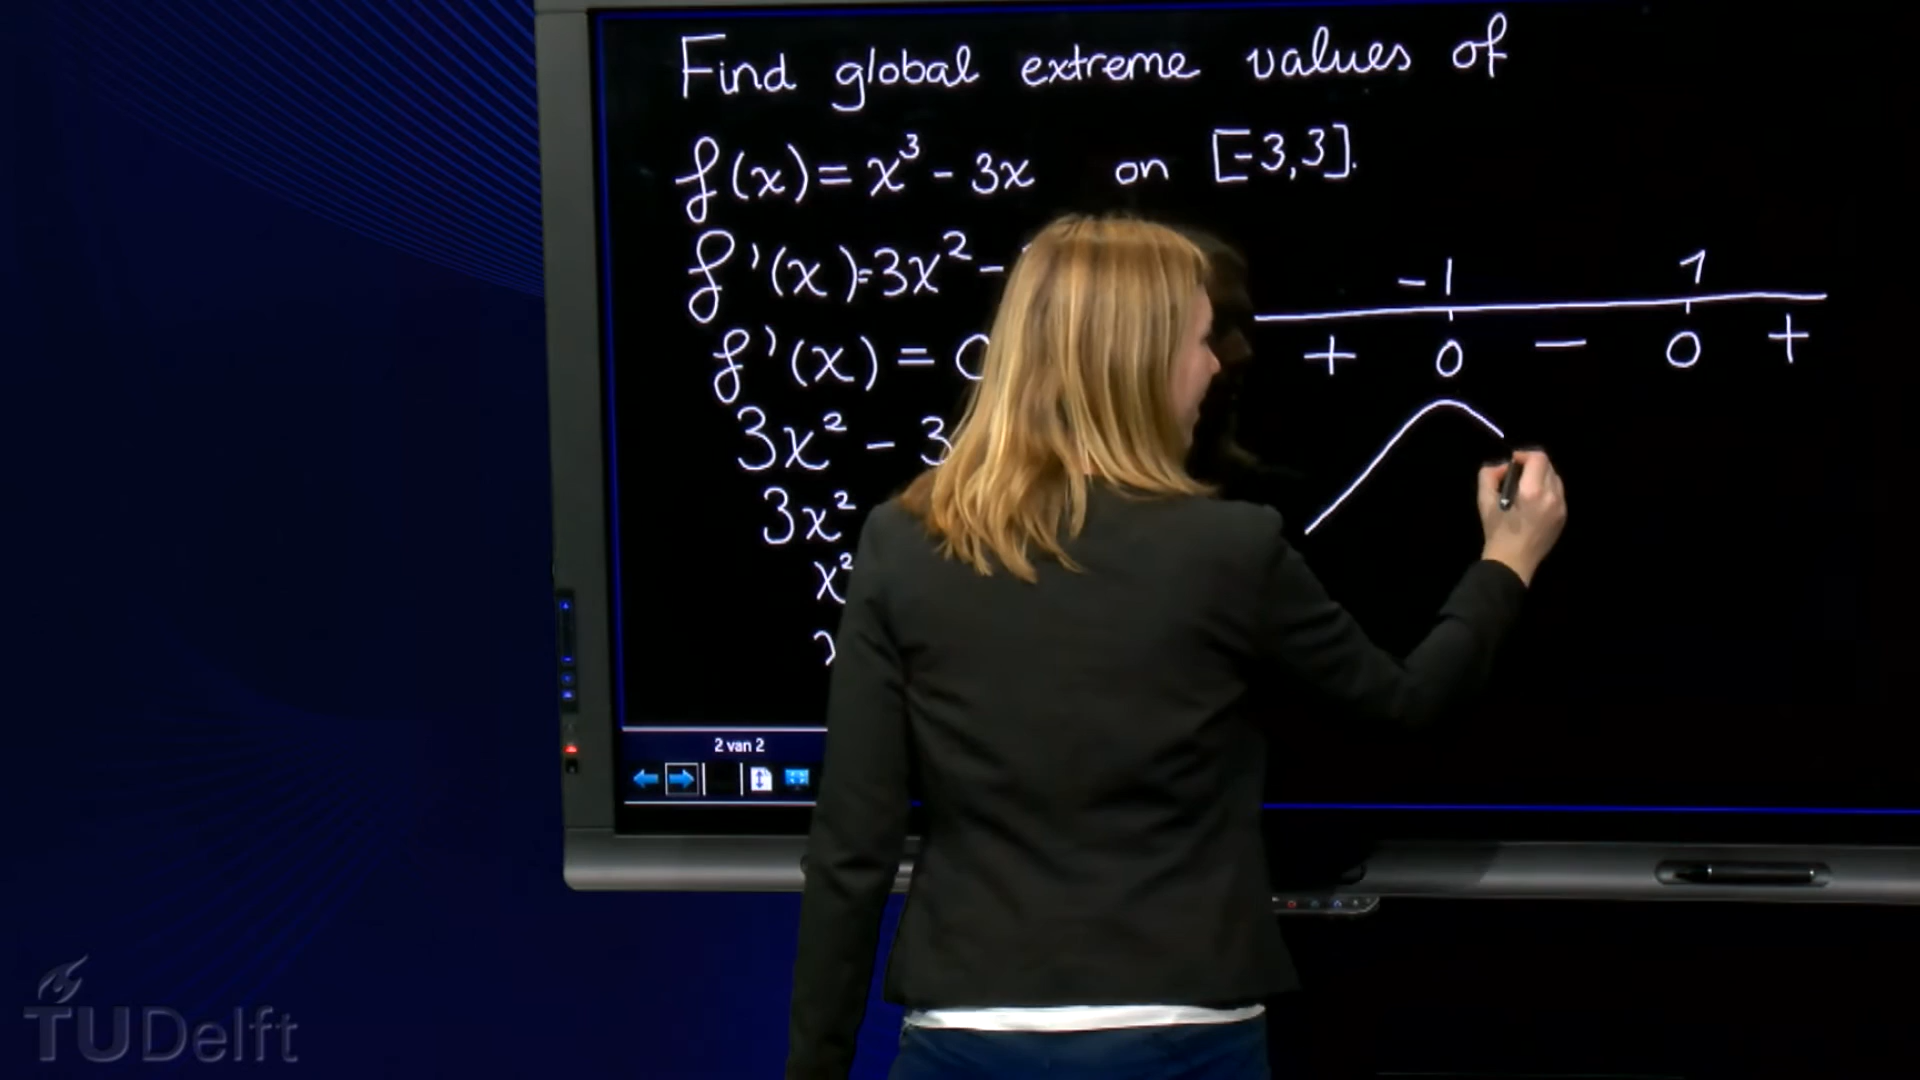 Find global extreme values of
f(x) = x³ - 3x on [-3,3].
f'(x) = 3x² -
f'(x) = 0
3x² - 3
3x²
x²
-1 1
+ 0 - 0 +
2 van 2
TUDelft